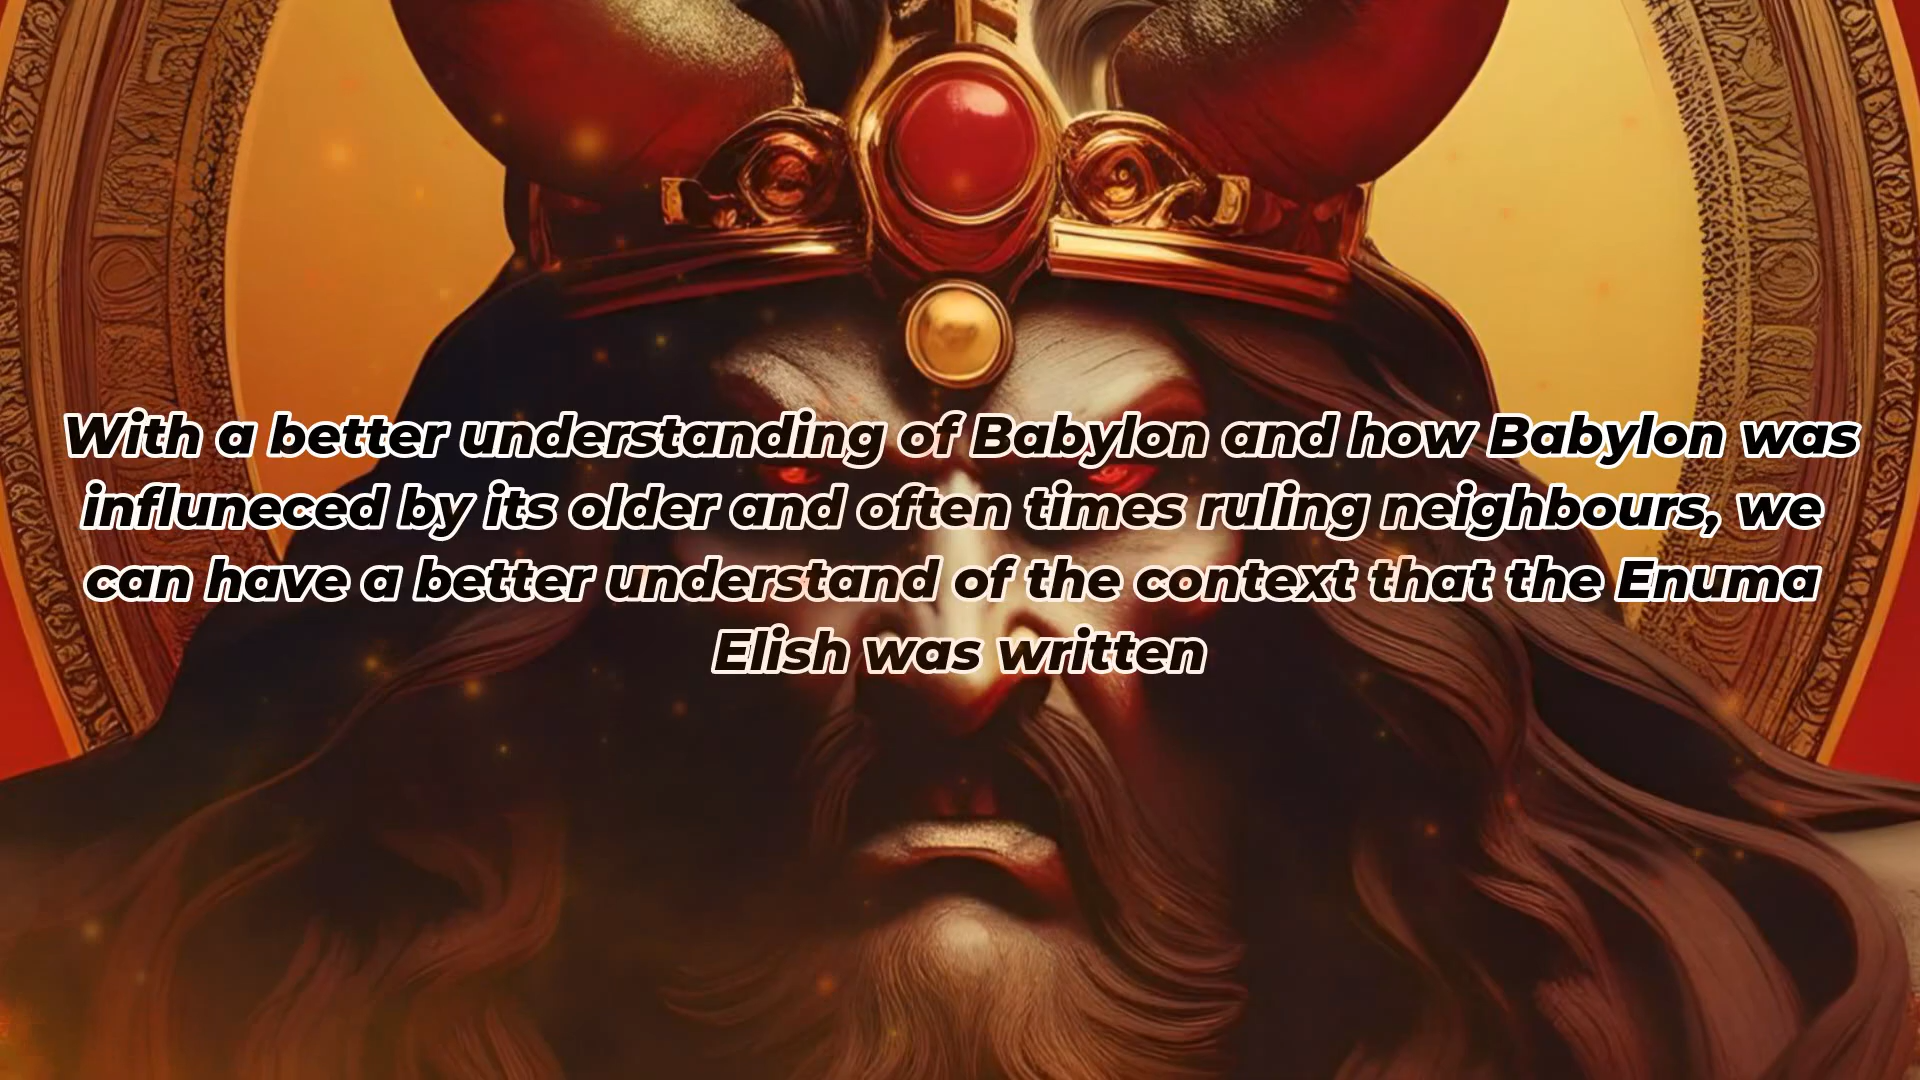 With a better understanding of Babylon and how Babylon was
influneced by its older and often times ruling neighbours, we
can have a better understand of the context that the Enuma
Elish was written